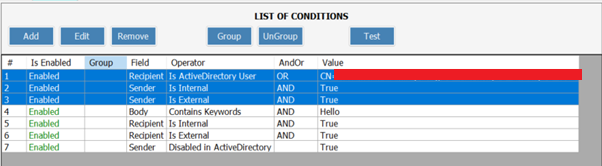 LIST OF CONDITIONS
Add Edit Remove Group UnGroup Test
# Is Enabled Group Field Operator AndOr Value
1 Enabled Recipient Is ActiveDirectory User OR CN=
2 Enabled Sender Is Internal AND True
3 Enabled Sender Is External AND True
4 Enabled Body Contains Keywords AND Hello
5 Enabled Recipient Is Internal AND True
6 Enabled Recipient Is External AND True
7 Enabled Sender Disabled in ActiveDirectory True